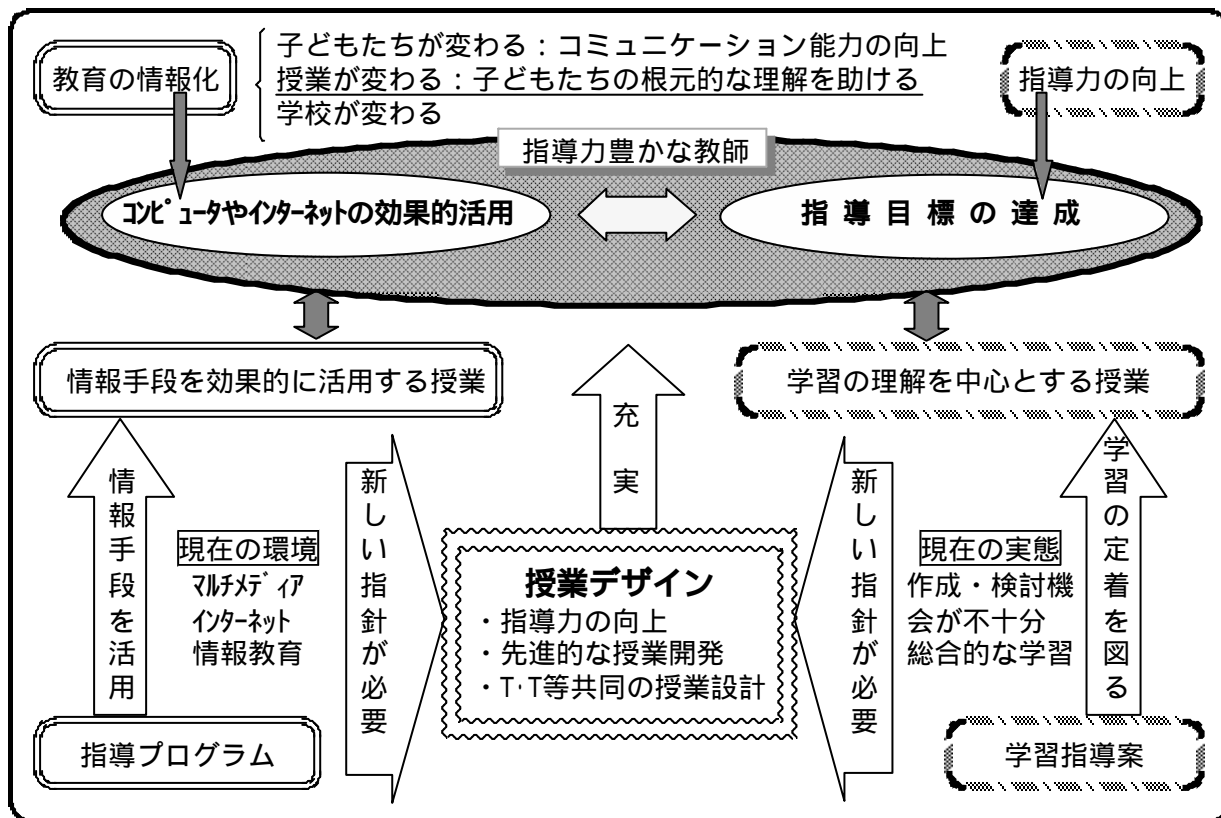 教育の情報化
子どもたちが変わる：コミュニケーション能力の向上
授業が変わる：子どもたちの根元的な理解を助ける
学校が変わる
指導力の向上
指導力豊かな教師
ｺﾝﾋﾟｭｰﾀやｲﾝﾀｰﾈｯﾄの効果的活用
指導目標の達成
情報手段を効果的に活用する授業
学習の理解を中心とする授業
充実
情報手段を活用
現在の環境
ﾏﾙﾁﾒﾃﾞｨｱ
ｲﾝﾀｰﾈｯﾄ
情報教育
新しい指針が必要
授業デザイン
・指導力の向上
・先進的な授業開発
・T･T等共同の授業設計
新しい指針が必要
現在の実態
作成・検討機
会が不十分
総合的な学習
学習の定着を図る
指導プログラム
学習指導案